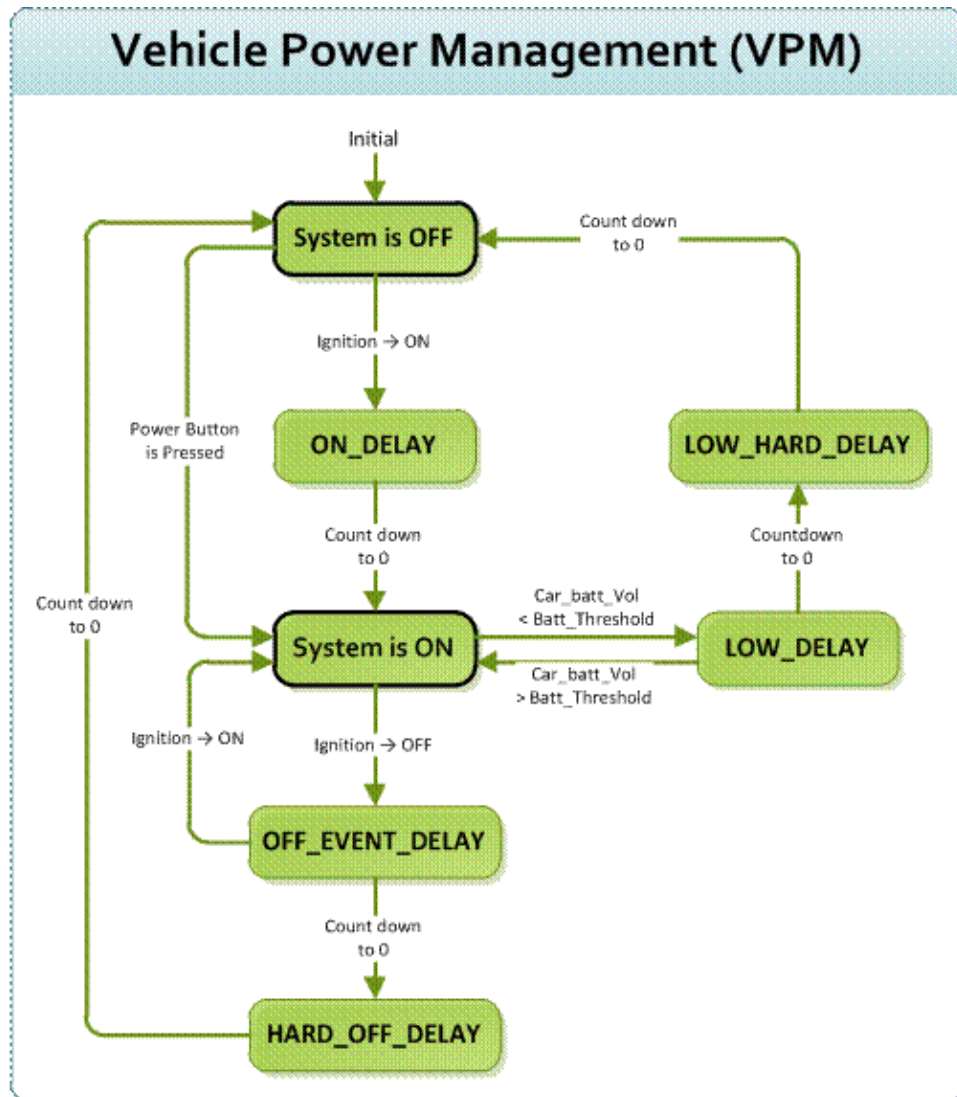 Vehicle Power Management (VPM)
Initial
System is OFF
Count down
to 0
Ignition → ON
Power Button
is Pressed
ON_DELAY
LOW_HARD_DELAY
Count down
to 0
Countdown
to 0
Count down
to 0
Car_batt_Vol
< Batt_Threshold
System is ON
LOW_DELAY
Car_batt_Vol
> Batt_Threshold
Ignition → ON
Ignition → OFF
OFF_EVENT_DELAY
Count down
to 0
HARD_OFF_DELAY